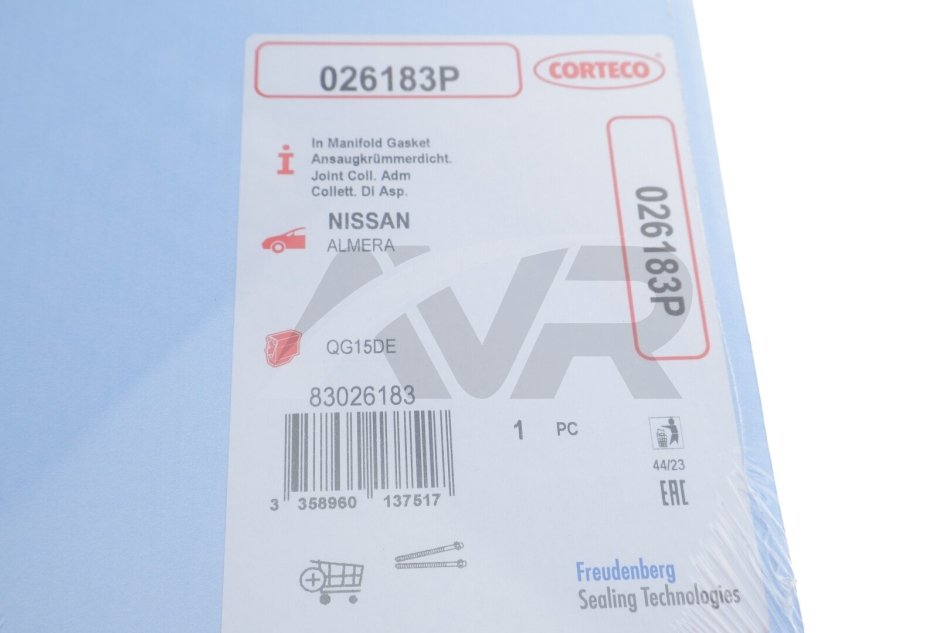 026183P
CORTECO
In Manifold Gasket
Ansaugkrümmerdicht.
Joint Coll. Adm
Collett. Di Asp.
NISSAN
ALMERA
026183P
AVR
QG15DE
83026183
1 PC
3 358960 137517
44/23
EAC
Freudenberg
Sealing Technologies